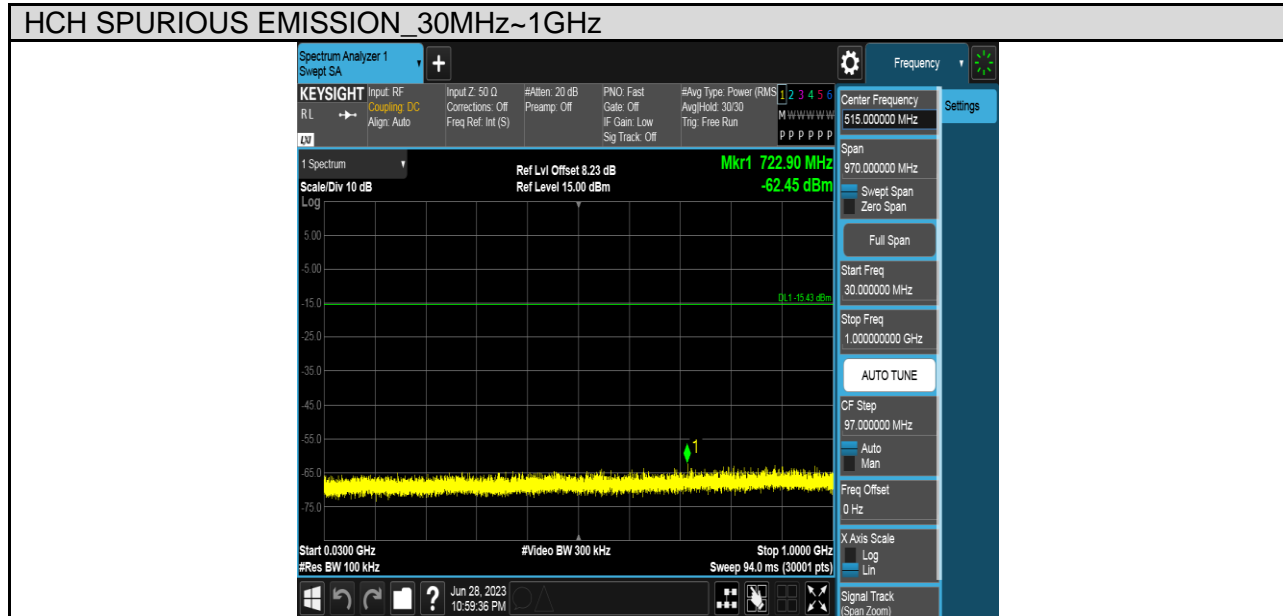 HCH SPURIOUS EMISSION_30MHz~1GHz
Spectrum Analyzer 1
Swept SA
+
Frequency
KEYSIGHT
RL
LXI
Input: RF
Coupling: DC
Align: Auto
Input Z: 50 Ω
Corrections: Off
Freq Ref: Int (S)
#Atten: 20 dB
Preamp: Off
PNO: Fast
Gate: Off
IF Gain: Low
Sig Track: Off
#Avg Type: Power (RMS
Avg|Hold: 30/30
Trig: Free Run
1 2 3 4 5 6
M W W W W W
P P P P P P
Center Frequency
515.000000 MHz
Settings
1 Spectrum
Scale/Div 10 dB
Log
Ref Lvl Offset 8.23 dB
Ref Level 15.00 dBm
Mkr1 722.90 MHz
-62.45 dBm
Span
970.000000 MHz
Swept Span
Zero Span
Full Span
Start Freq
30.000000 MHz
Stop Freq
1.000000000 GHz
AUTO TUNE
CF Step
97.000000 MHz
Auto
Man
Freq Offset
0 Hz
X Axis Scale
Log
Lin
Signal Track
(Span Zoom)
5.00
-5.00
-15.0
DL1 -15.43 dBm
-25.0
-35.0
-45.0
-55.0
1
-65.0
-75.0
Start 0.0300 GHz
#Video BW 300 kHz
Stop 1.0000 GHz
#Res BW 100 kHz
Sweep 94.0 ms (30001 pts)
?
Jun 28, 2023
10:59:36 PM